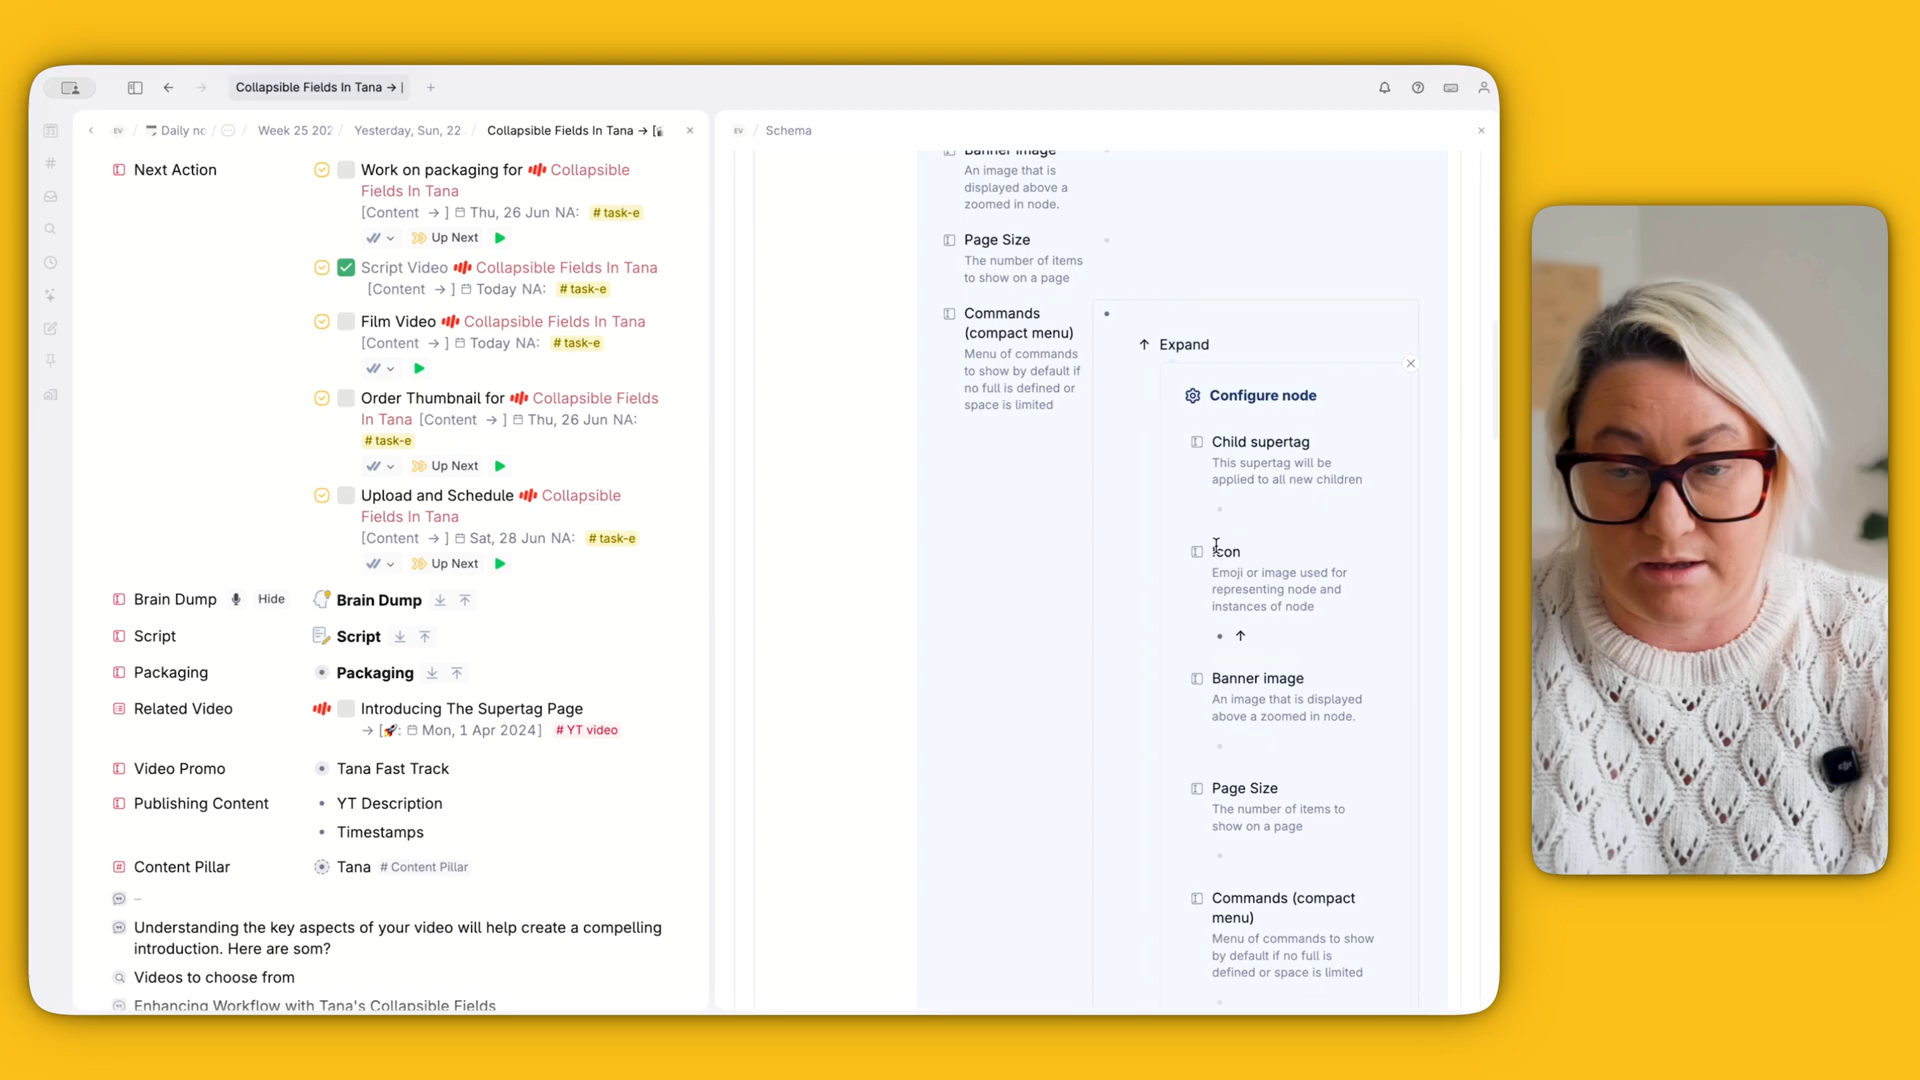 Collapsible Fields In Tana → |
EV / Daily no / Week 25 202 / Yesterday, Sun, 22 Collapsible Fields In Tana → [
Next Action
Work on packaging for Collapsible
Fields In Tana
[Content → ] Thu, 26 Jun NA: # task-e
Up Next
Script Video Collapsible Fields In Tana
[Content → ] Today NA: # task-e
Film Video Collapsible Fields In Tana
[Content → ] Today NA: # task-e
Order Thumbnail for Collapsible Fields
In Tana [Content → ] Thu, 26 Jun NA:
# task-e
Up Next
Upload and Schedule Collapsible
Fields In Tana
[Content → ] Sat, 28 Jun NA: # task-e
Up Next
Brain Dump Hide Brain Dump
Script Script
Packaging Packaging
Related Video Introducing The Supertag Page
→ [🚀: Mon, 1 Apr 2024] # YT video
Video Promo Tana Fast Track
Publishing Content YT Description
Timestamps
Content Pillar Tana # Content Pillar
–
Understanding the key aspects of your video will help create a compelling
introduction. Here are som?
Videos to choose from
Enhancing Workflow with Tana's Collapsible Fields
EV / Schema
Banner image
An image that is
displayed above a
zoomed in node.
Page Size
The number of items
to show on a page
Commands
(compact menu)
Menu of commands
to show by default if
no full is defined or
space is limited
↑ Expand
Configure node
Child supertag
This supertag will be
applied to all new children
Icon
Emoji or image used for
representing node and
instances of node
↑
Banner image
An image that is displayed
above a zoomed in node.
Page Size
The number of items to
show on a page
Commands (compact
menu)
Menu of commands to show
by default if no full is
defined or space is limited